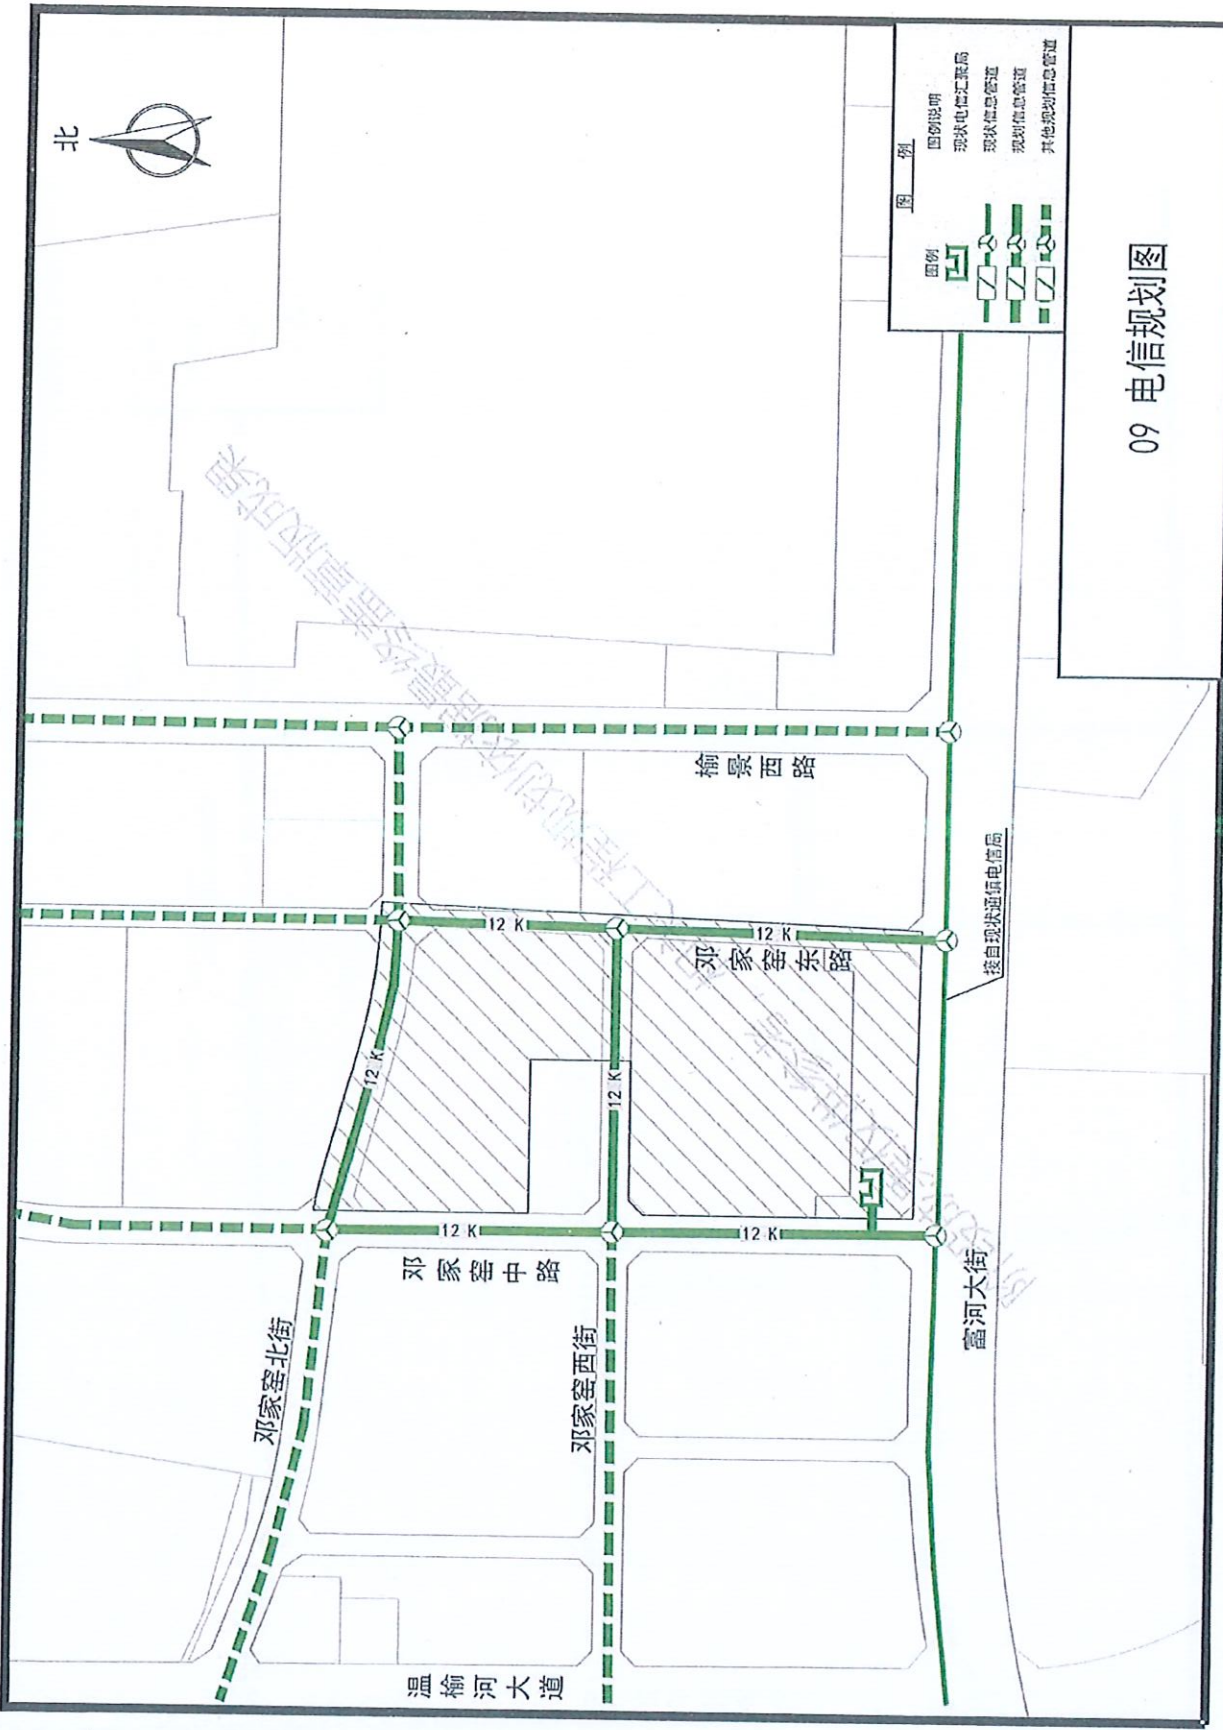 北
图 例
图例 图例说明
现状电信汇聚局
现状信息管道
规划信息管道
其他规划信息管道
09 电信规划图
榆景西路
邓家窑东路
邓家窑中路
邓家窑北街
邓家窑西街
温榆河大道
富河大街
接自现状通信电信局
12 K
12 K
12 K
12 K
12 K
12 K